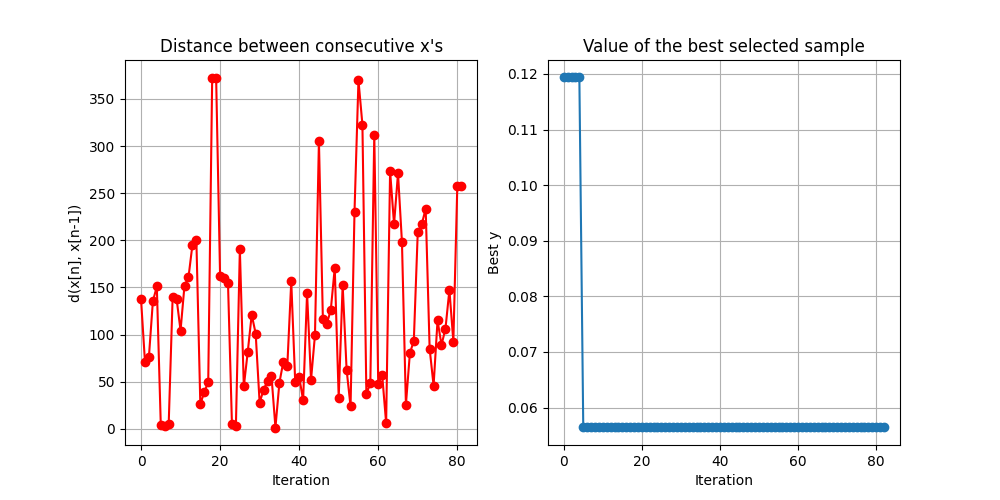 Distance between consecutive x's
d(x[n], x[n-1])
350
300
250
200
150
100
50
0
0 20 40 60 80
Iteration
Value of the best selected sample
Best y
0.12
0.11
0.10
0.09
0.08
0.07
0.06
0 20 40 60 80
Iteration